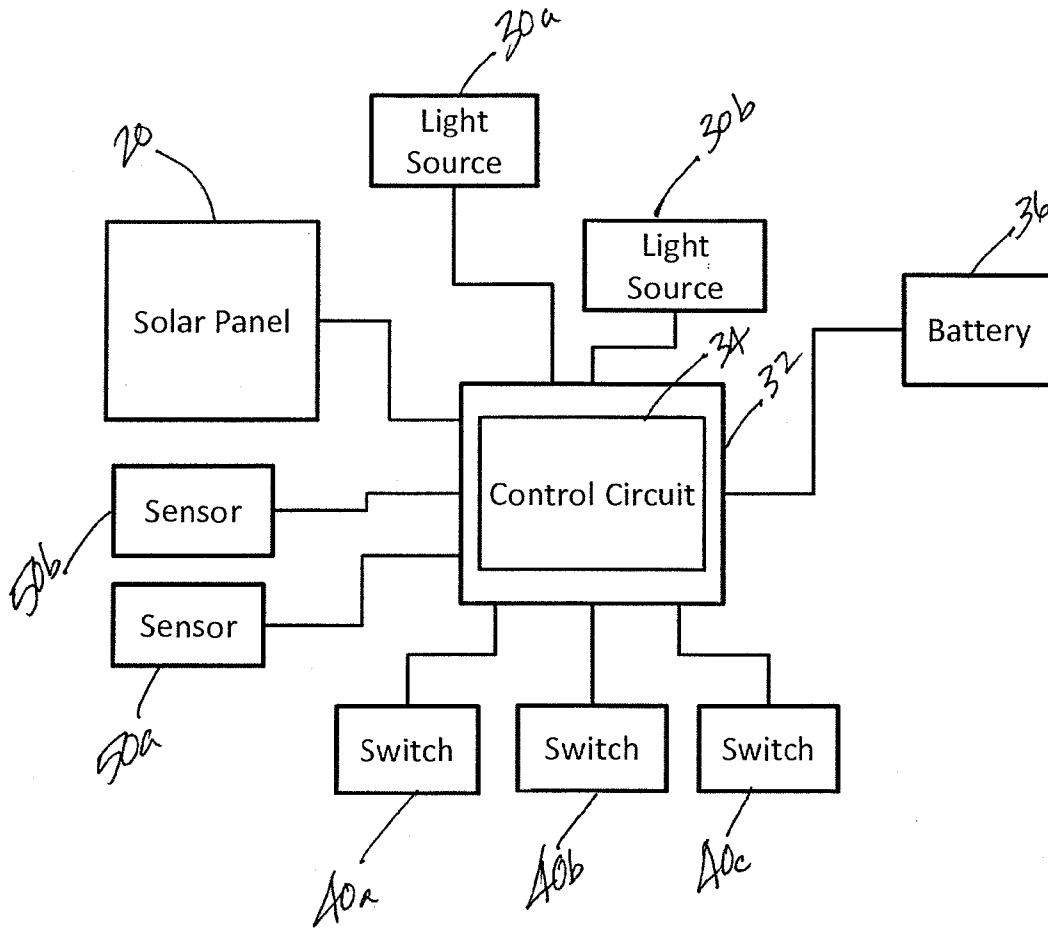 30a
Light
Source
20
30b
Light
Source
36
Solar Panel
Battery
34
32
Control Circuit
Sensor
50b
Sensor
50a
Switch
Switch
Switch
40a
40b
40c